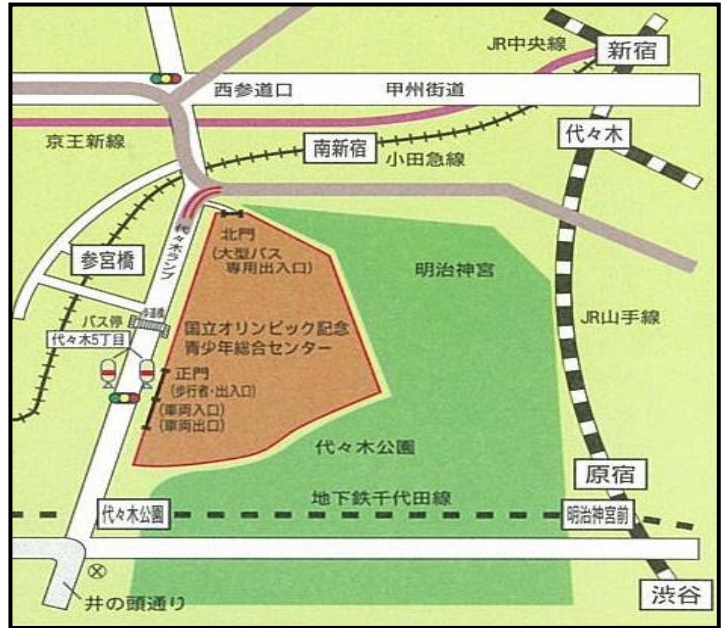 JR中央線
新宿
西参道口
甲州街道
京王新線
代々木
南新宿
小田急線
参宮橋
代々木ランプ
北門
(大型バス
専用出入口)
明治神宮
バス停
歩道橋
代々木5丁目
国立オリンピック記念
青少年総合センター
JR山手線
正門
(歩行者・出入口)
(車両入口)
(車両出口)
代々木公園
原宿
地下鉄千代田線
代々木公園
明治神宮前
井の頭通り
渋谷